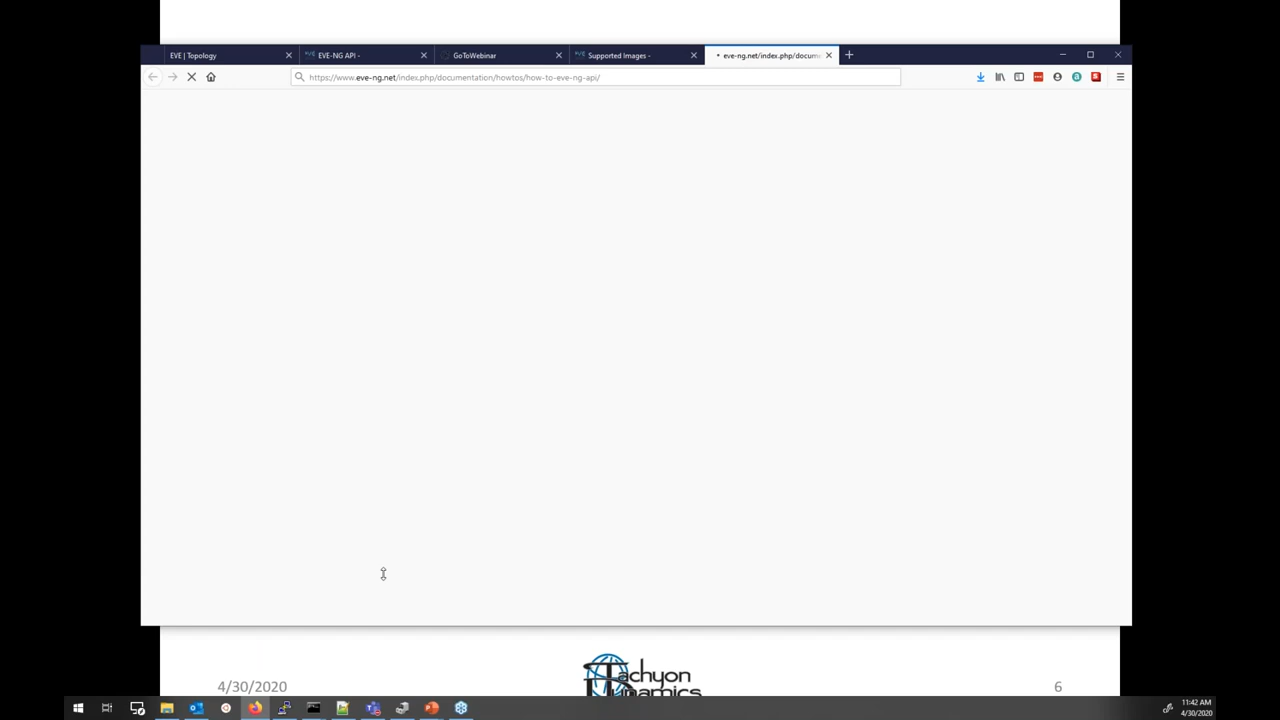 EVE | Topology
EVE-NG API -
GoToWebinar
Supported Images -
eve-ng.net/index.php/docum
https://www.eve-ng.net/index.php/documentation/howtos/how-to-eve-ng-api/
Tachyon
Dynamics
4/30/2020
6
11:42 AM
4/30/2020